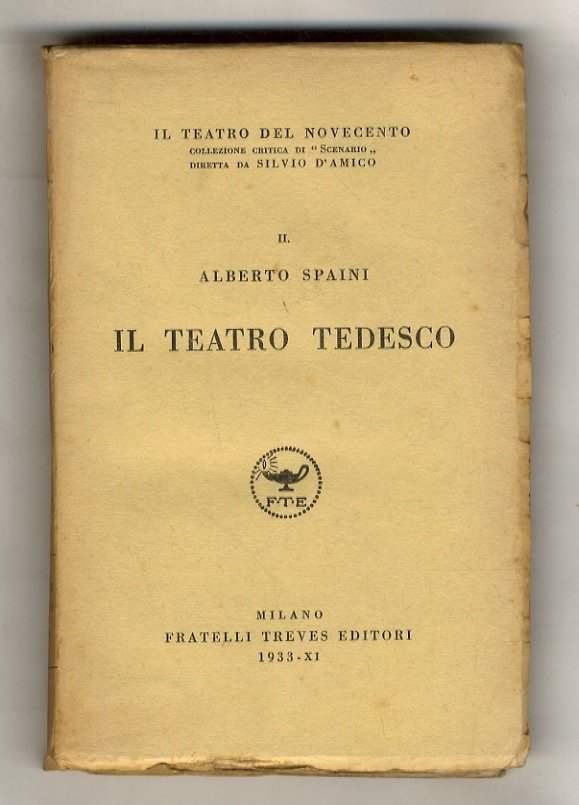 IL TEATRO DEL NOVECENTO
COLLEZIONE CRITICA DI “ SCENARIO „
DIRETTA DA SILVIO D'AMICO
II.
ALBERTO SPAINI
IL TEATRO TEDESCO
F·T·E
MILANO
FRATELLI TREVES EDITORI
1933-XI